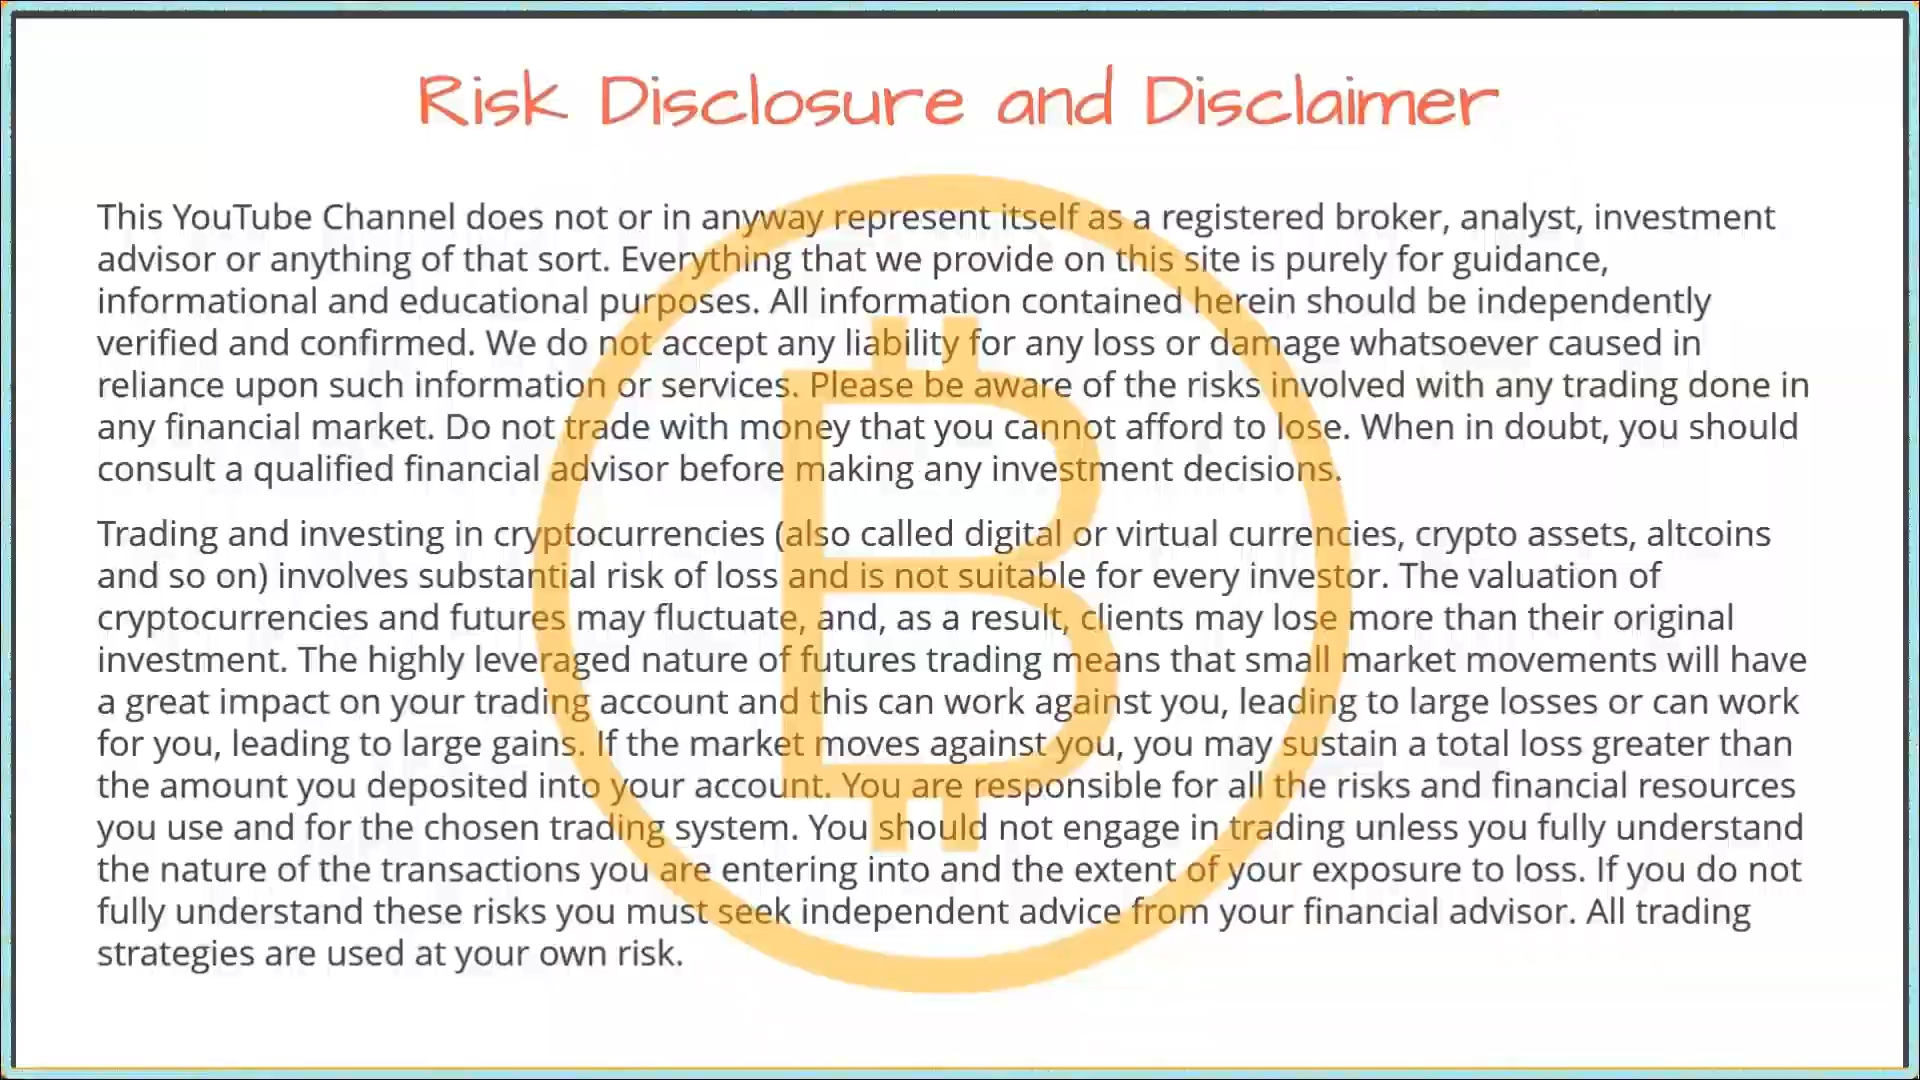 Risk Disclosure and Disclaimer
This YouTube Channel does not or in anyway represent itself as a registered broker, analyst, investment
advisor or anything of that sort. Everything that we provide on this site is purely for guidance,
informational and educational purposes. All information contained herein should be independently
verified and confirmed. We do not accept any liability for any loss or damage whatsoever caused in
reliance upon such information or services. Please be aware of the risks involved with any trading done in
any financial market. Do not trade with money that you cannot afford to lose. When in doubt, you should
consult a qualified financial advisor before making any investment decisions.
Trading and investing in cryptocurrencies (also called digital or virtual currencies, crypto assets, altcoins
and so on) involves substantial risk of loss and is not suitable for every investor. The valuation of
cryptocurrencies and futures may fluctuate, and, as a result, clients may lose more than their original
investment. The highly leveraged nature of futures trading means that small market movements will have
a great impact on your trading account and this can work against you, leading to large losses or can work
for you, leading to large gains. If the market moves against you, you may sustain a total loss greater than
the amount you deposited into your account. You are responsible for all the risks and financial resources
you use and for the chosen trading system. You should not engage in trading unless you fully understand
the nature of the transactions you are entering into and the extent of your exposure to loss. If you do not
fully understand these risks you must seek independent advice from your financial advisor. All trading
strategies are used at your own risk.